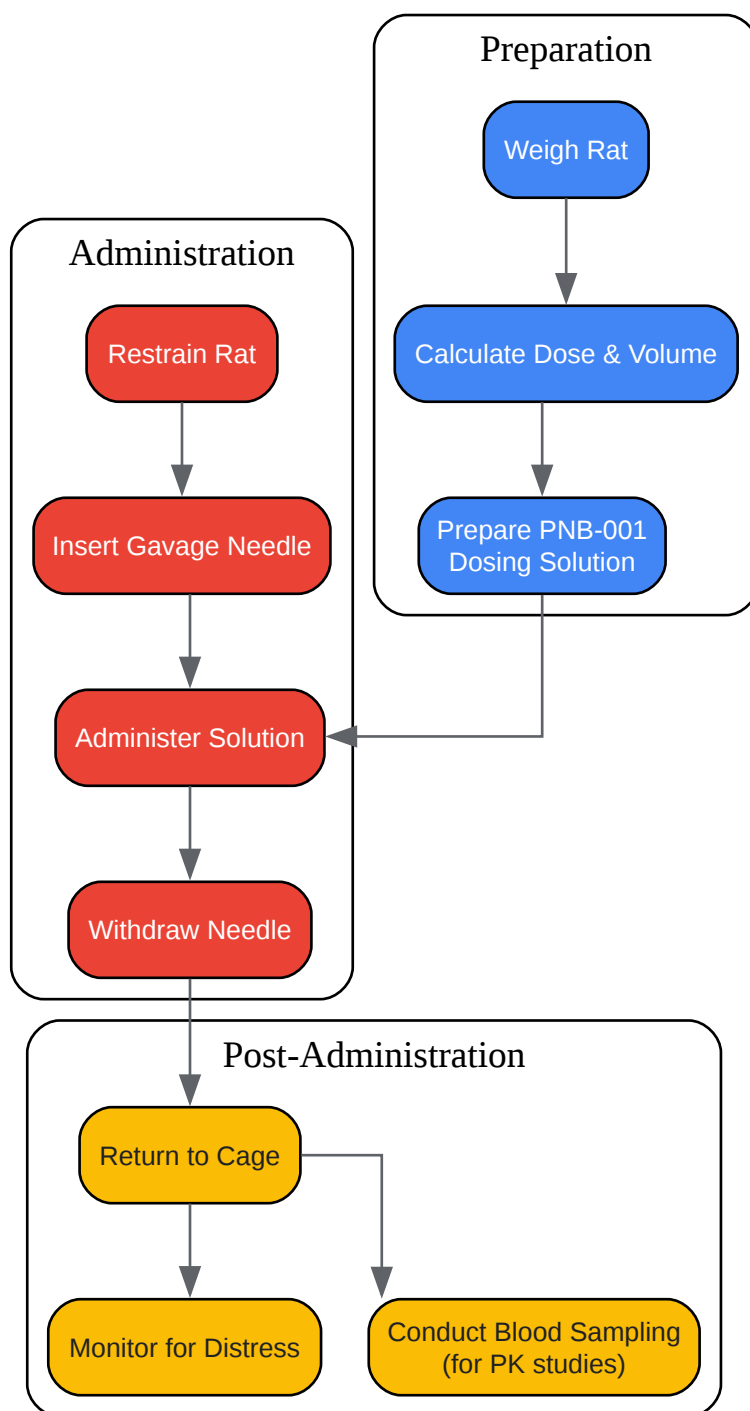 Preparation
Weigh Rat
Calculate Dose & Volume
Prepare PNB-001
Dosing Solution
Administration
Restrain Rat
Insert Gavage Needle
Administer Solution
Withdraw Needle
Post-Administration
Return to Cage
Monitor for Distress
Conduct Blood Sampling
(for PK studies)